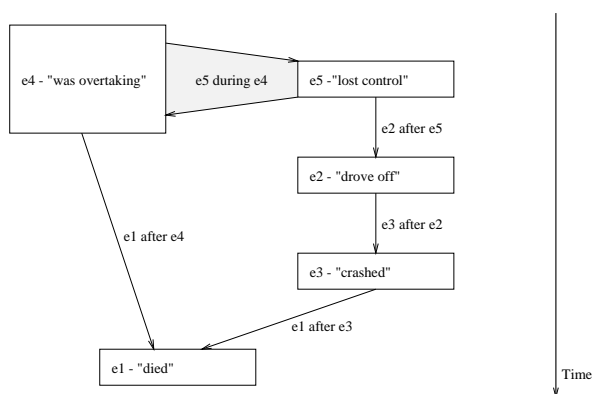 e4 - "was overtaking"
e5 during e4
e5 -"lost control"
e2 after e5
e2 - "drove off"
e3 after e2
e1 after e4
e3 - "crashed"
e1 after e3
e1 - "died"
Time